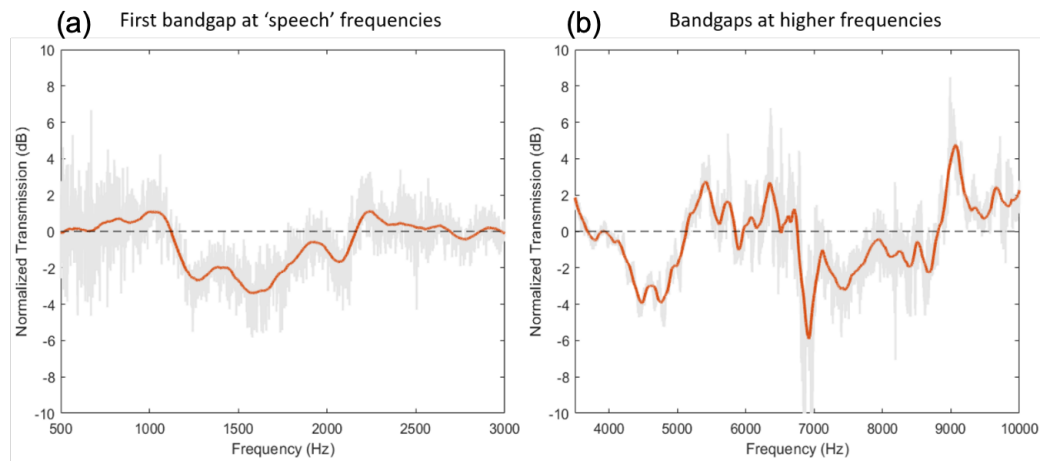 (a) First bandgap at ‘speech’ frequencies
10
8
6
4
2
0
-2
-4
-6
-8
-10
Normalized Transmission (dB)
500 1000 1500 2000 2500 3000
Frequency (Hz)
(b) Bandgaps at higher frequencies
10
8
6
4
2
0
-2
-4
-6
-8
-10
Normalized Transmission (dB)
4000 5000 6000 7000 8000 9000 10000
Frequency (Hz)